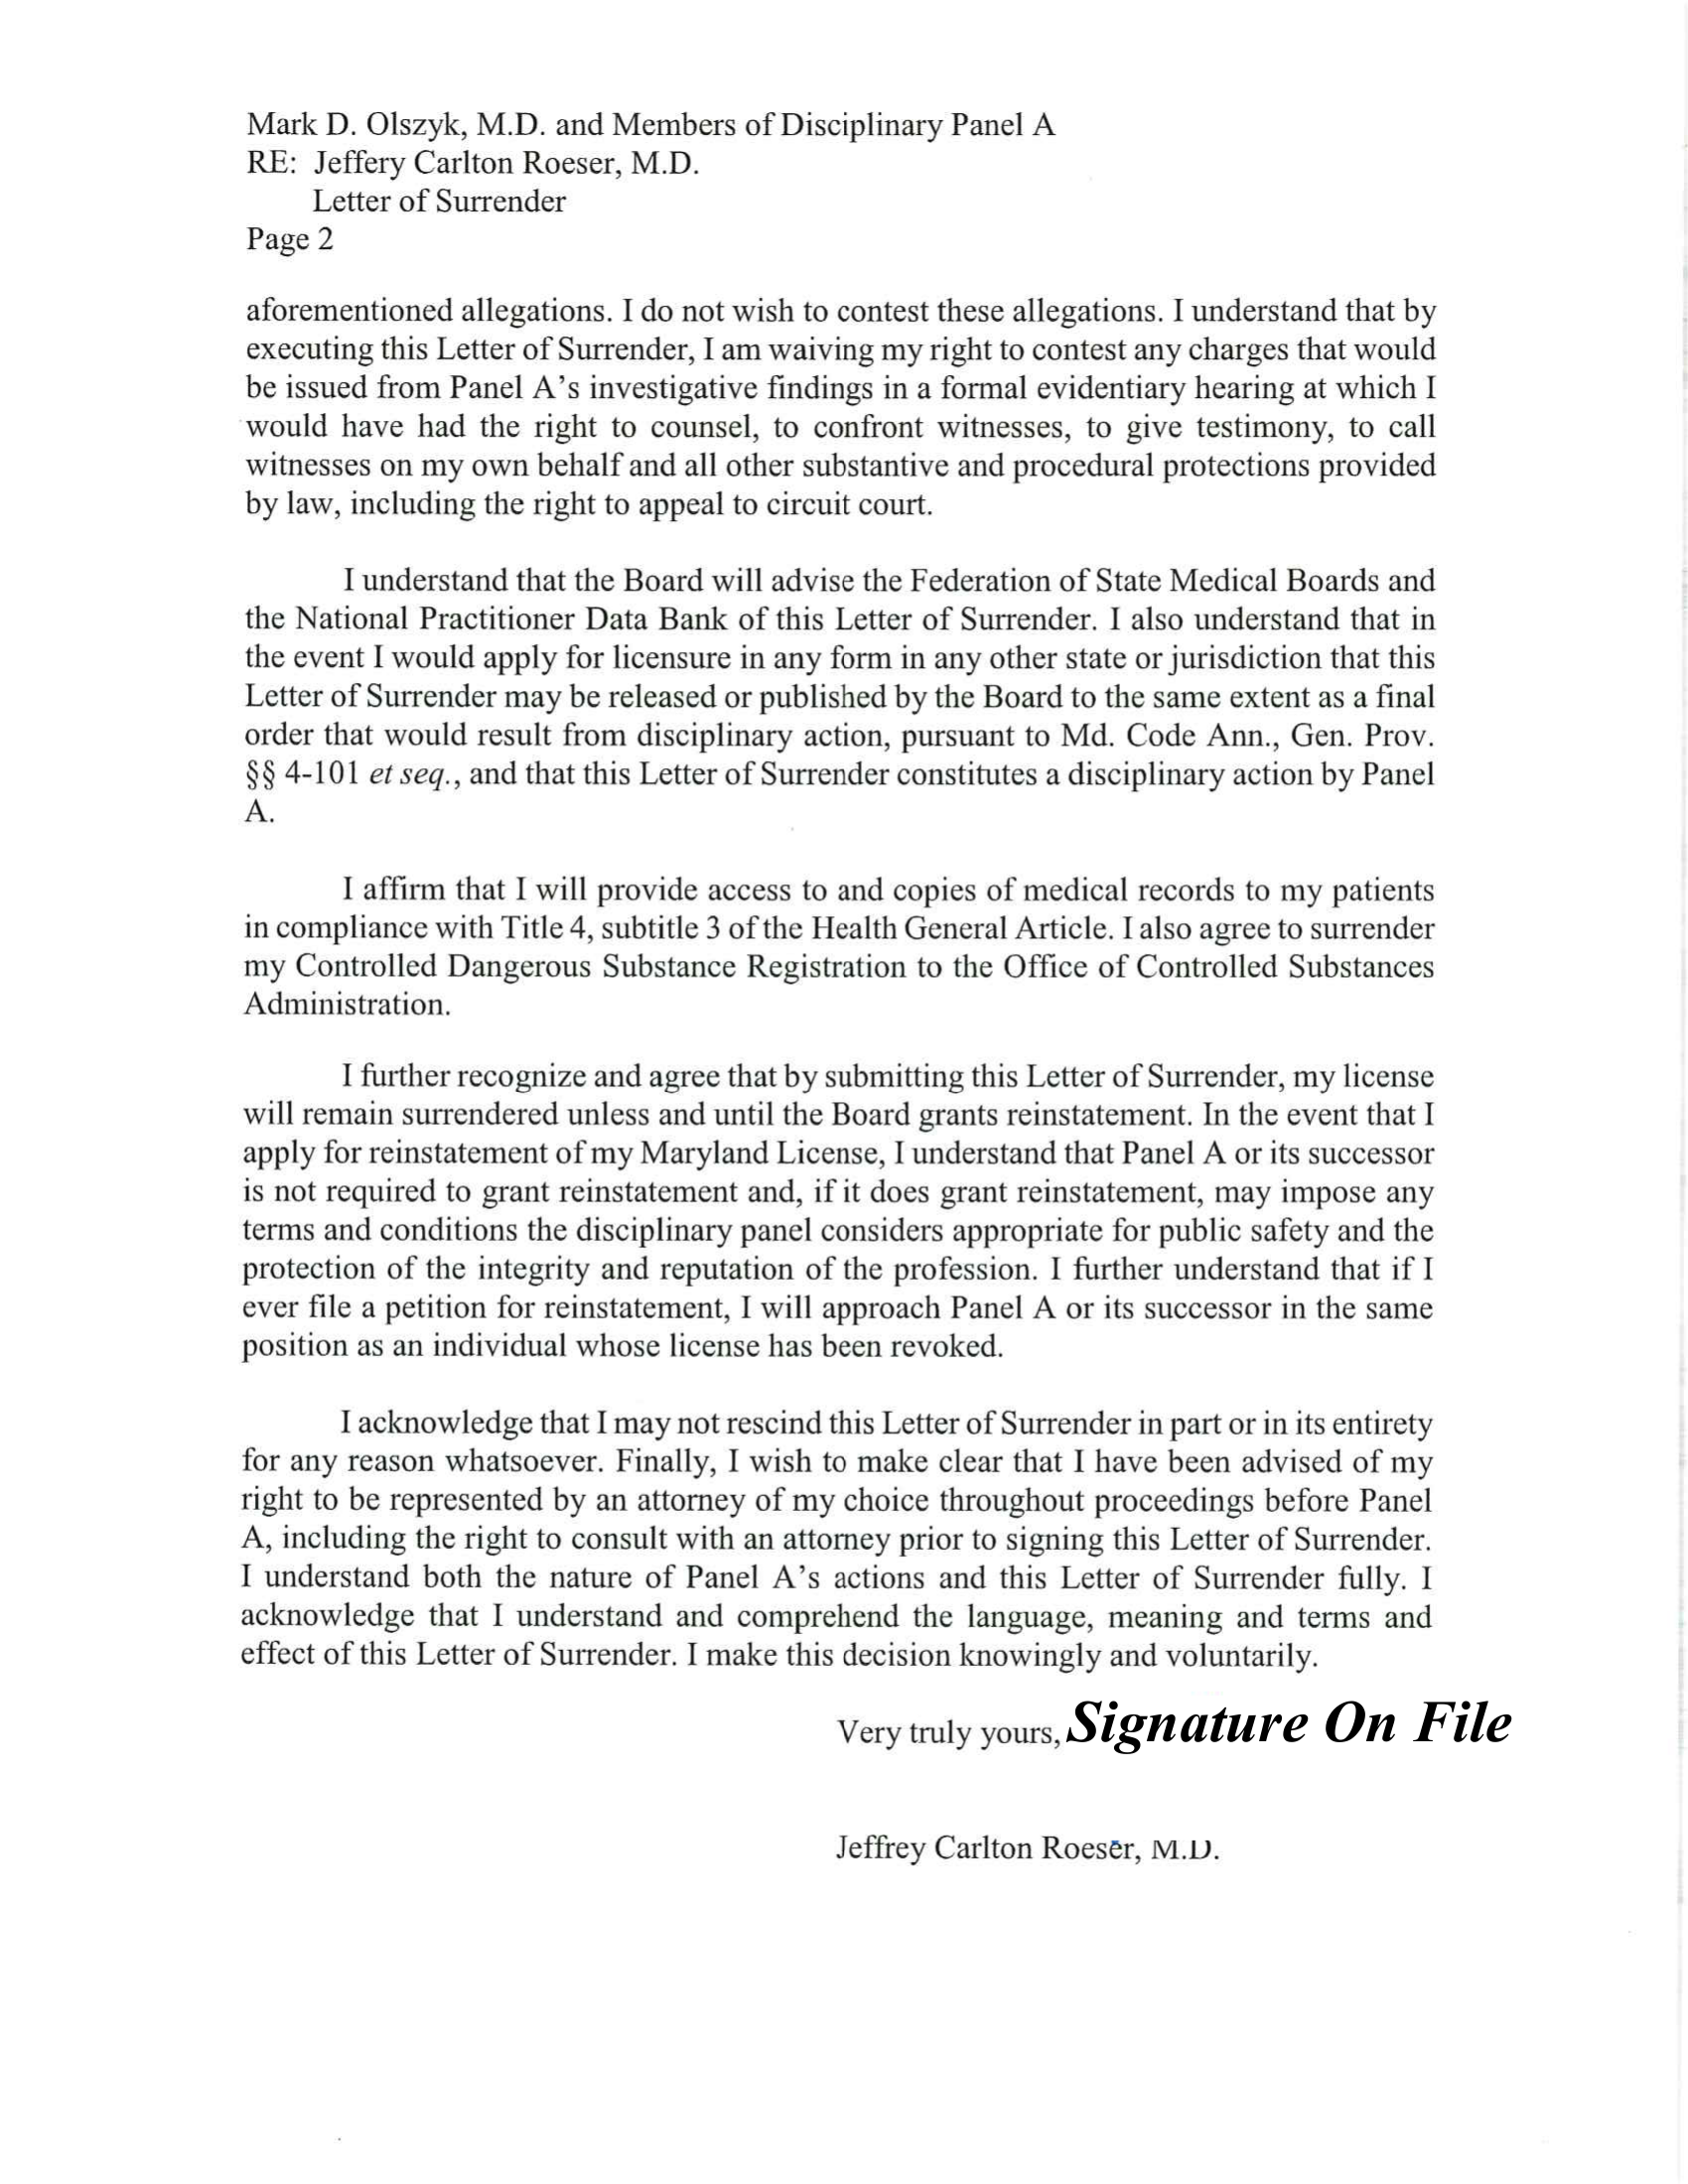 Mark D. Olszyk, M.D. and Members of Disciplinary Panel A
RE: Jeffery Carlton Roeser, M.D.
Letter of Surrender
Page 2
aforementioned allegations. I do not wish to contest these allegations. I understand that by
executing this Letter of Surrender, I am waiving my right to contest any charges that would
be issued from Panel A's investigative findings in a formal evidentiary hearing at which I
would have had the right to counsel, to confront witnesses, to give testimony, to call
witnesses on my own behalf and all other substantive and procedural protections provided
by law, including the right to appeal to circuit court.
I understand that the Board will advise the Federation of State Medical Boards and
the National Practitioner Data Bank of this Letter of Surrender. I also understand that in
the event I would apply for licensure in any form in any other state or jurisdiction that this
Letter of Surrender may be released or published by the Board to the same extent as a final
order that would result from disciplinary action, pursuant to Md. Code Ann., Gen. Prov.
§§ 4-101 et seq., and that this Letter of Surrender constitutes a disciplinary action by Panel
A.
I affirm that I will provide access to and copies of medical records to my patients
in compliance with Title 4, subtitle 3 of the Health General Article. I also agree to surrender
my Controlled Dangerous Substance Registration to the Office of Controlled Substances
Administration.
I further recognize and agree that by submitting this Letter of Surrender, my license
will remain surrendered unless and until the Board grants reinstatement. In the event that I
apply for reinstatement of my Maryland License, I understand that Panel A or its successor
is not required to grant reinstatement and, if it does grant reinstatement, may impose any
terms and conditions the disciplinary panel considers appropriate for public safety and the
protection of the integrity and reputation of the profession. I further understand that if I
ever file a petition for reinstatement, I will approach Panel A or its successor in the same
position as an individual whose license has been revoked.
I acknowledge that I may not rescind this Letter of Surrender in part or in its entirety
for any reason whatsoever. Finally, I wish to make clear that I have been advised of my
right to be represented by an attorney of my choice throughout proceedings before Panel
A, including the right to consult with an attorney prior to signing this Letter of Surrender.
I understand both the nature of Panel A's actions and this Letter of Surrender fully. I
acknowledge that I understand and comprehend the language, meaning and terms and
effect of this Letter of Surrender. I make this decision knowingly and voluntarily.
Very truly yours, Signature On File
Jeffrey Carlton Roeser, M.D.